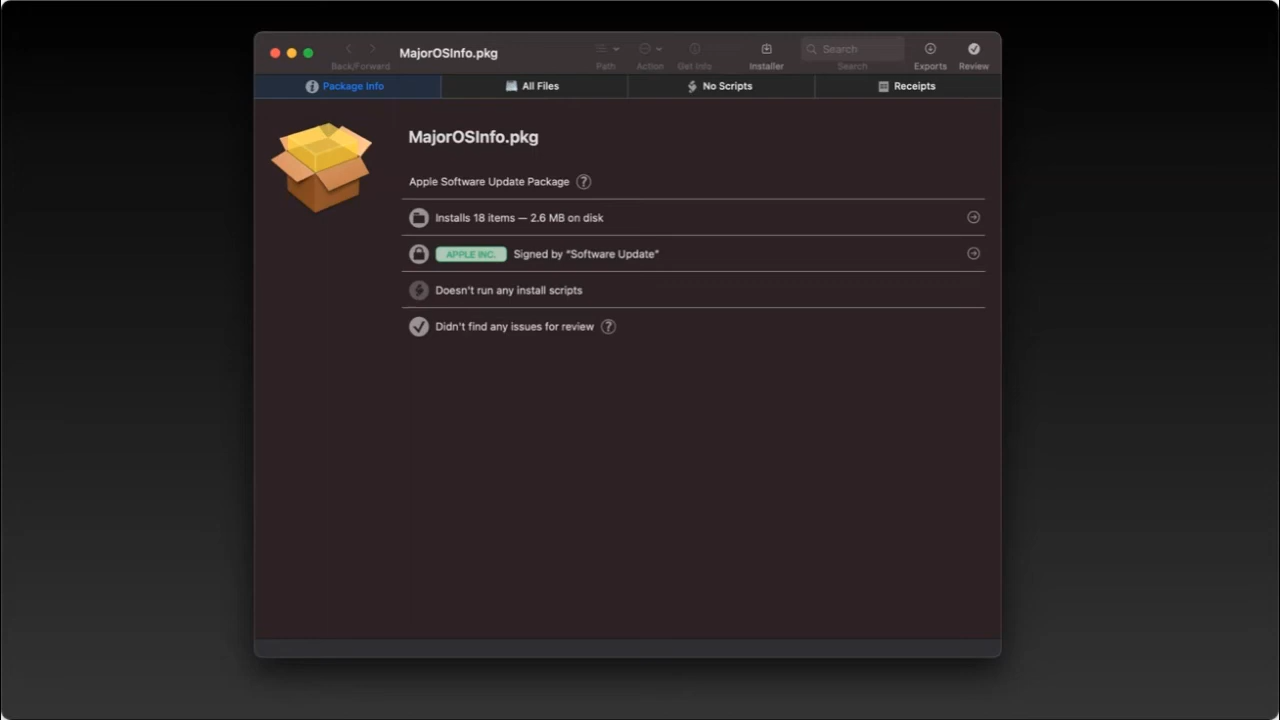 MajorOSInfo.pkg
Search
Back/Forward
Path
Action
Get Info
Installer
Search
Exports
Review
Package Info
All Files
No Scripts
Receipts
MajorOSInfo.pkg
Apple Software Update Package ?
Installs 18 items — 2.6 MB on disk
APPLE INC. Signed by "Software Update"
Doesn't run any install scripts
Didn't find any issues for review ?